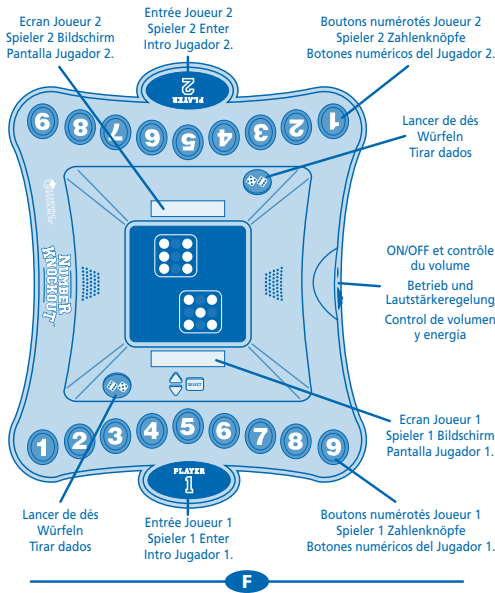 Ecran Joueur 2
Spieler 2 Bildschirm
Pantalla Jugador 2.
Entrée Joueur 2
Spieler 2 Enter
Intro Jugador 2.
Boutons numérotés Joueur 2
Spieler 2 Zahlenknöpfe
Botones numéricos del Jugador 2.
PLAYER
2
9 8 7 6 5 4 3 2 1
Lancer de dés
Würfeln
Tirar dados
NUMBER
KNOCKOUT
ON/OFF et contrôle
du volume
Betrieb und
Lautstärkeregelung
Control de volumen
y energía
SELECT
1 2 3 4 5 6 7 8 9
PLAYER
1
Ecran Joueur 1
Spieler 1 Bildschirm
Pantalla Jugador 1.
Lancer de dés
Würfeln
Tirar dados
Entrée Joueur 1
Spieler 1 Enter
Intro Jugador 1.
Boutons numérotés Joueur 1
Spieler 1 Zahlenknöpfe
Botones numéricos del Jugador 1.
F